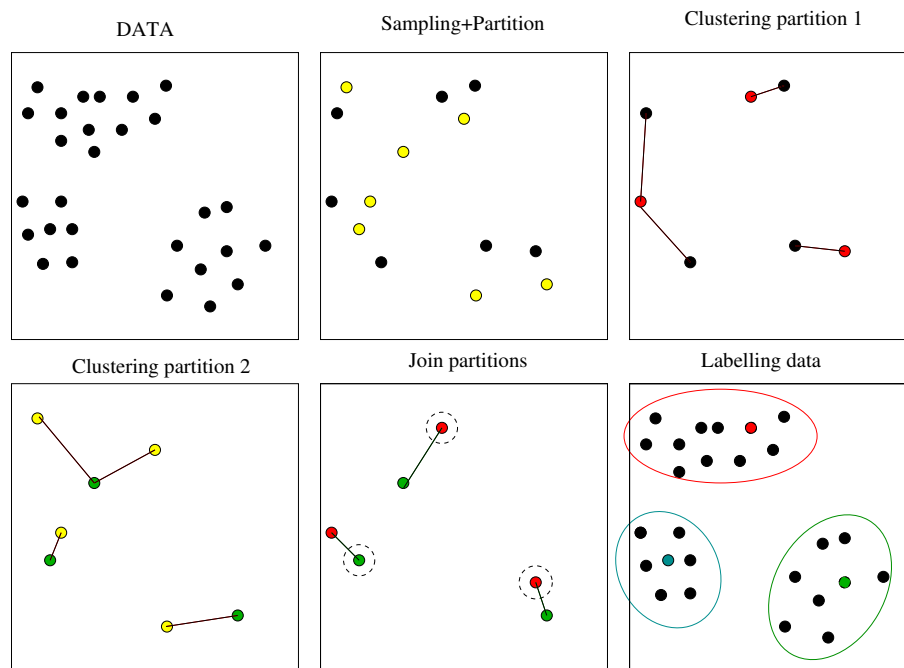 DATA
Sampling+Partition
Clustering partition 1
Clustering partition 2
Join partitions
Labelling data